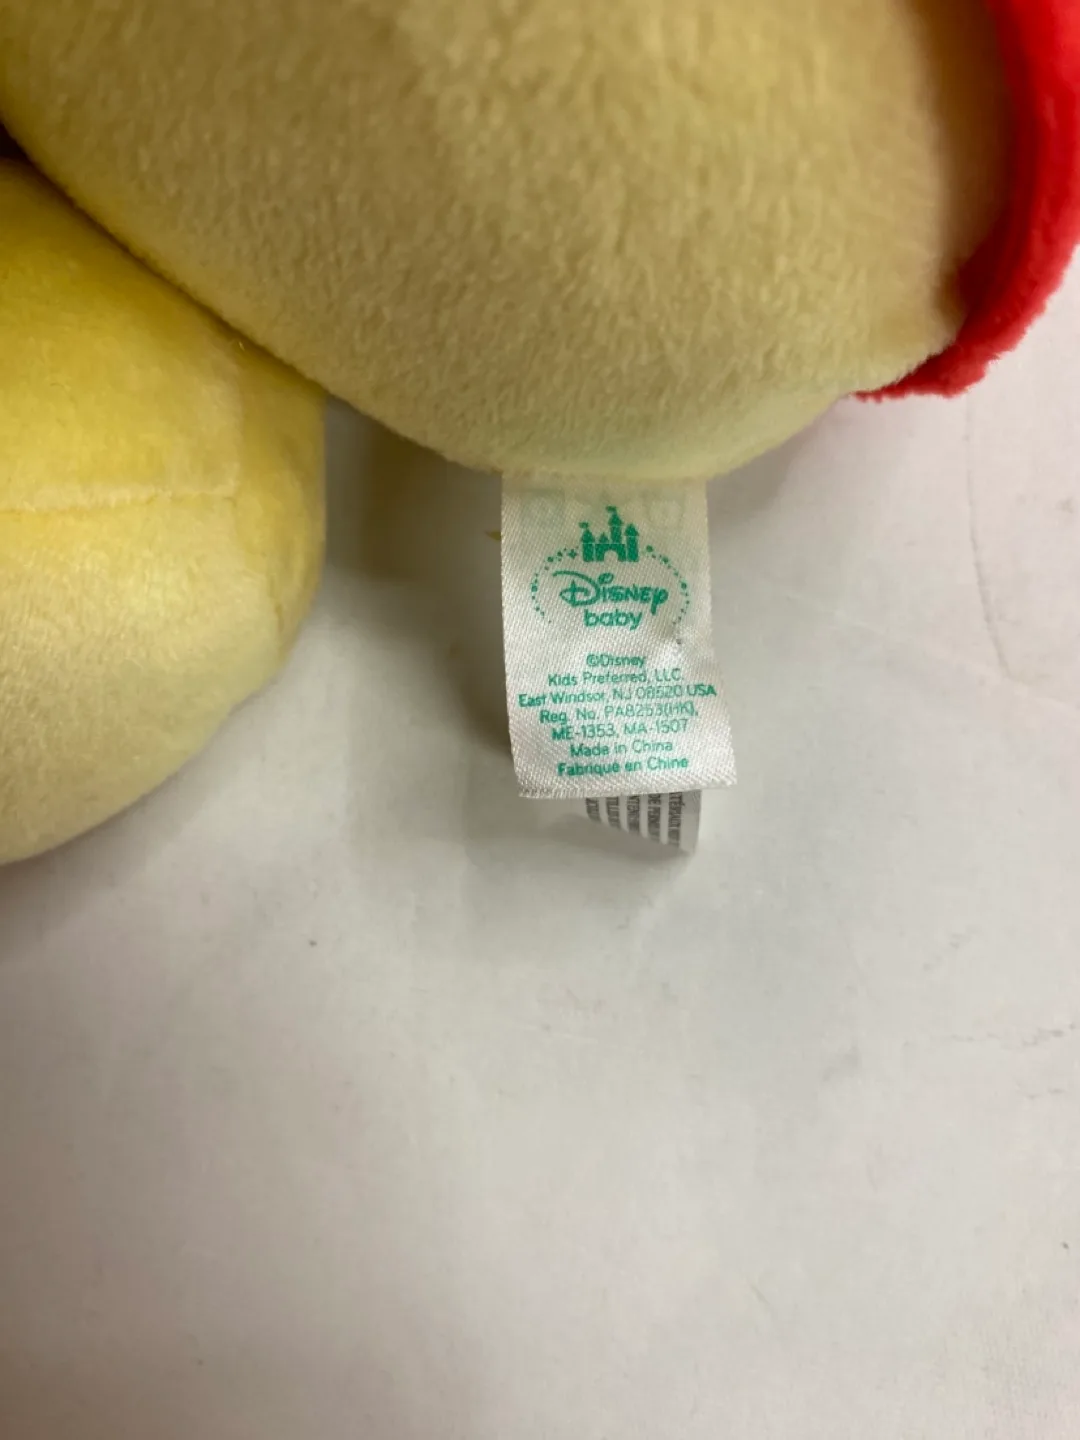 Disney
baby
©Disney
Kids Preferred, LLC.
East Windsor, NJ 08520 USA
Reg. No. PA8253(HK),
ME-1353, MA-1507
Made in China
Fabriqué en Chine